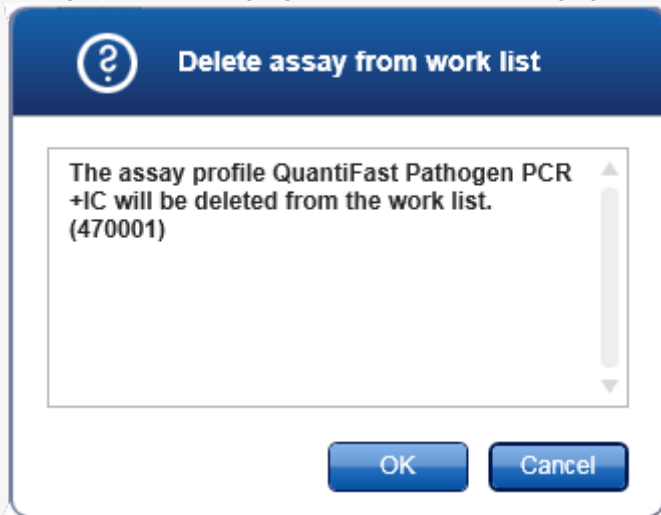 Delete assay from work list
The assay profile QuantiFast Pathogen PCR
+IC will be deleted from the work list.
(470001)
OK
Cancel